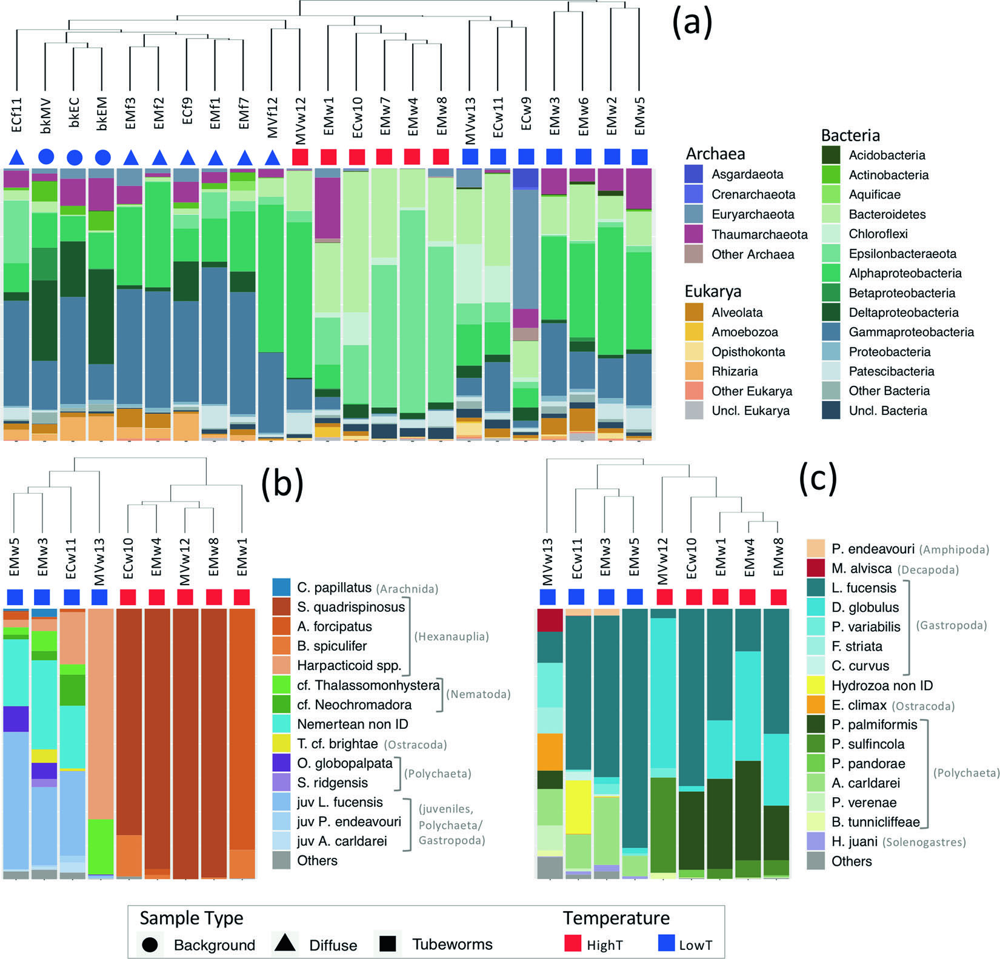 (a)
ECf11
bkMV
bkEC
bkEM
EMf3
EMf2
ECf9
EMf1
EMf7
MVf12
MVw12
EMw1
ECw10
EMw7
EMw4
EMw8
MVw13
ECw11
ECw9
EMw3
EMw6
EMw2
EMw5
Archaea
Asgardaeota
Crenarchaeota
Euryarchaeota
Thaumarchaeota
Other Archaea
Eukarya
Alveolata
Amoebozoa
Opisthokonta
Rhizaria
Other Eukarya
Uncl. Eukarya
Bacteria
Acidobacteria
Actinobacteria
Aquificae
Bacteroidetes
Chloroflexi
Epsilonbacteraeota
Alphaproteobacteria
Betaproteobacteria
Deltaproteobacteria
Gammaproteobacteria
Proteobacteria
Patescibacteria
Other Bacteria
Uncl. Bacteria
(b)
EMw5
EMw3
ECw11
MVw13
ECw10
EMw4
MVw12
EMw8
EMw1
C. papillatus (Arachnida)
S. quadrispinosus
A. forcipatus
(Hexanauplia)
B. spiculifer
Harpacticoid spp.
cf. Thalassomonhystera
(Nematoda)
cf. Neochromadora
Nemertean non ID
T. cf. brightae (Ostracoda)
O. globopalpata
(Polychaeta)
S. ridgensis
juv L. fucensis
(juveniles,
juv P. endeavouri
Polychaeta/
juv A. carldarei
Gastropoda)
Others
(c)
MVw13
ECw11
EMw3
EMw5
MVw12
ECw10
EMw1
EMw4
EMw8
P. endeavouri (Amphipoda)
M. alvisca (Decapoda)
L. fucensis
D. globulus
P. variabilis
(Gastropoda)
F. striata
C. curvus
Hydrozoa non ID
E. climax (Ostracoda)
P. palmiformis
P. sulfincola
P. pandorae
(Polychaeta)
A. carldarei
P. verenae
B. tunnicliffeae
H. juani (Solenogastres)
Others
Sample Type
Background
Diffuse
Tubeworms
Temperature
HighT
LowT